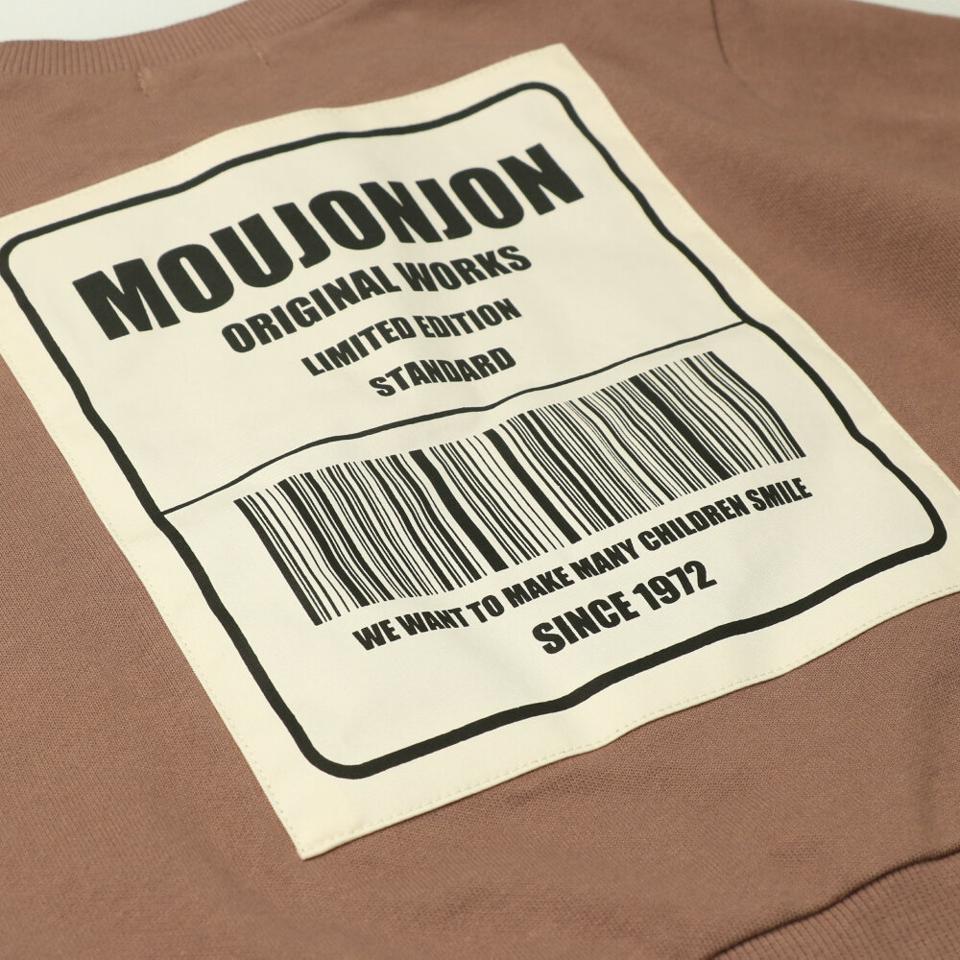 MOUJONJON
ORIGINAL WORKS
LIMITED EDITION
STANDARD
WE WANT TO MAKE MANY CHILDREN SMILE
SINCE 1972